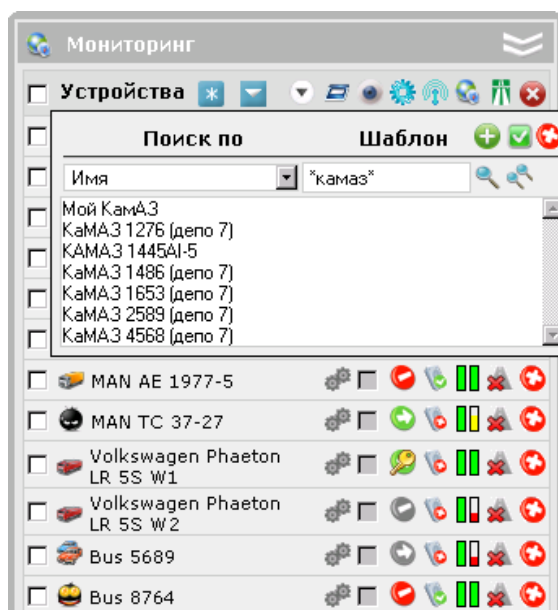 Мониторинг
Устройства
Поиск по Шаблон
Имя *камаз*
Мой КамАЗ
КаМАЗ 1276 (депо 7)
КАМАЗ 1445AI-5
КаМАЗ 1486 (депо 7)
КаМАЗ 1653 (депо 7)
КаМАЗ 2589 (депо 7)
КаМАЗ 4568 (депо 7)
MAN AE 1977-5
MAN TC 37-27
Volkswagen Phaeton
LR 5S W1
Volkswagen Phaeton
LR 5S W2
Bus 5689
Bus 8764